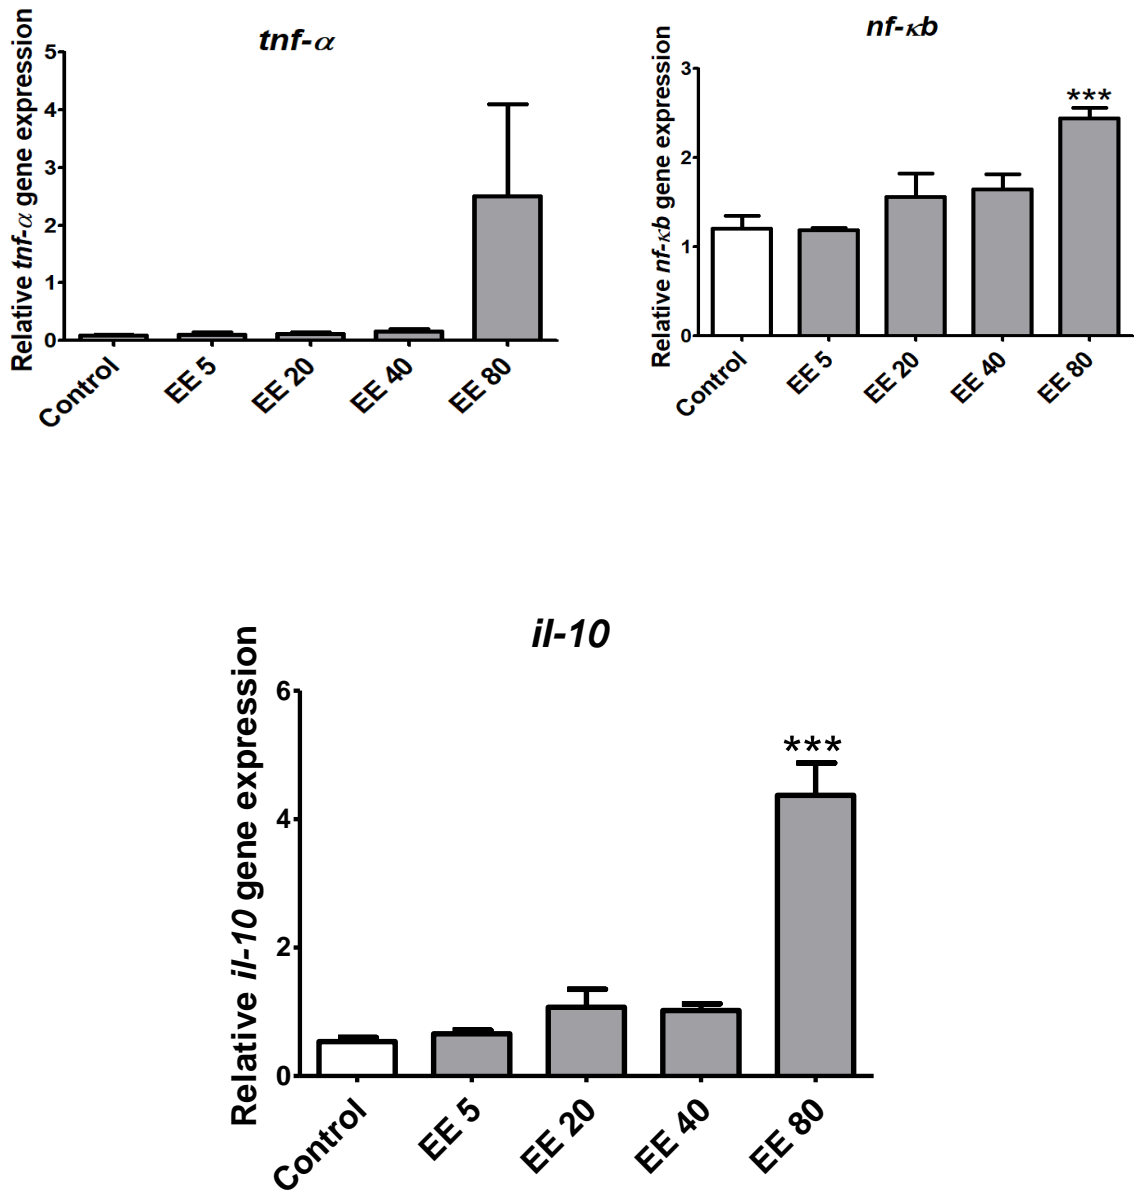 tnf-α
Relative tnf-α gene expression
5
4
3
2
1
0
Control
EE 5
EE 20
EE 40
EE 80
nf-κb
Relative nf-κb gene expression
3
2
1
0
***
Control
EE 5
EE 20
EE 40
EE 80
il-10
Relative il-10 gene expression
6
4
2
0
***
Control
EE 5
EE 20
EE 40
EE 80